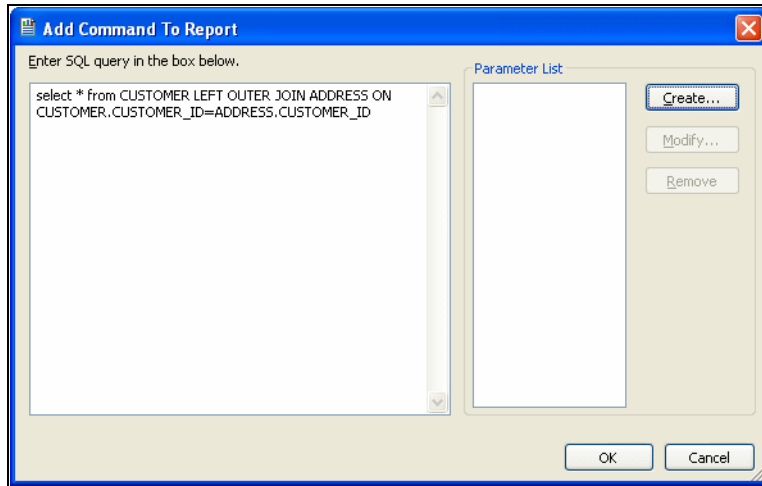 Add Command To Report
Enter SQL query in the box below.
select * from CUSTOMER LEFT OUTER JOIN ADDRESS ON
CUSTOMER.CUSTOMER_ID=ADDRESS.CUSTOMER_ID
Parameter List
Create...
Modify...
Remove
OK
Cancel